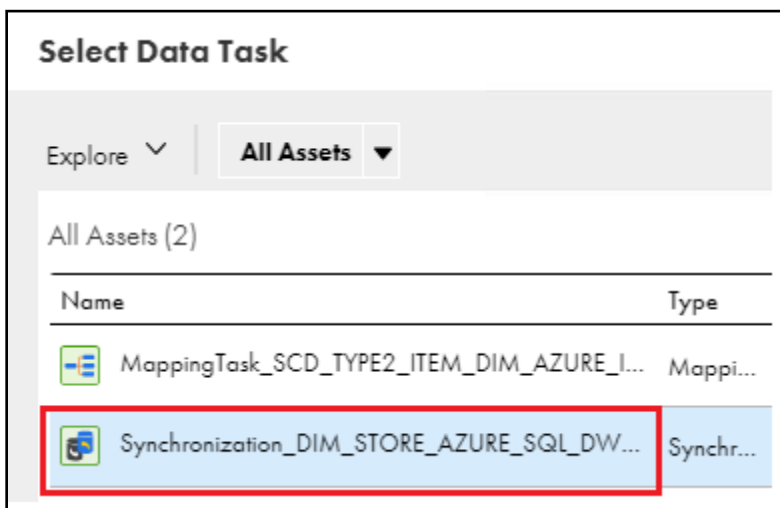 Select Data Task
Explore All Assets
All Assets (2)
Name Type
MappingTask_SCD_TYPE2_ITEM_DIM_AZURE_I... Mappi...
Synchronization_DIM_STORE_AZURE_SQL_DW... Synchr...